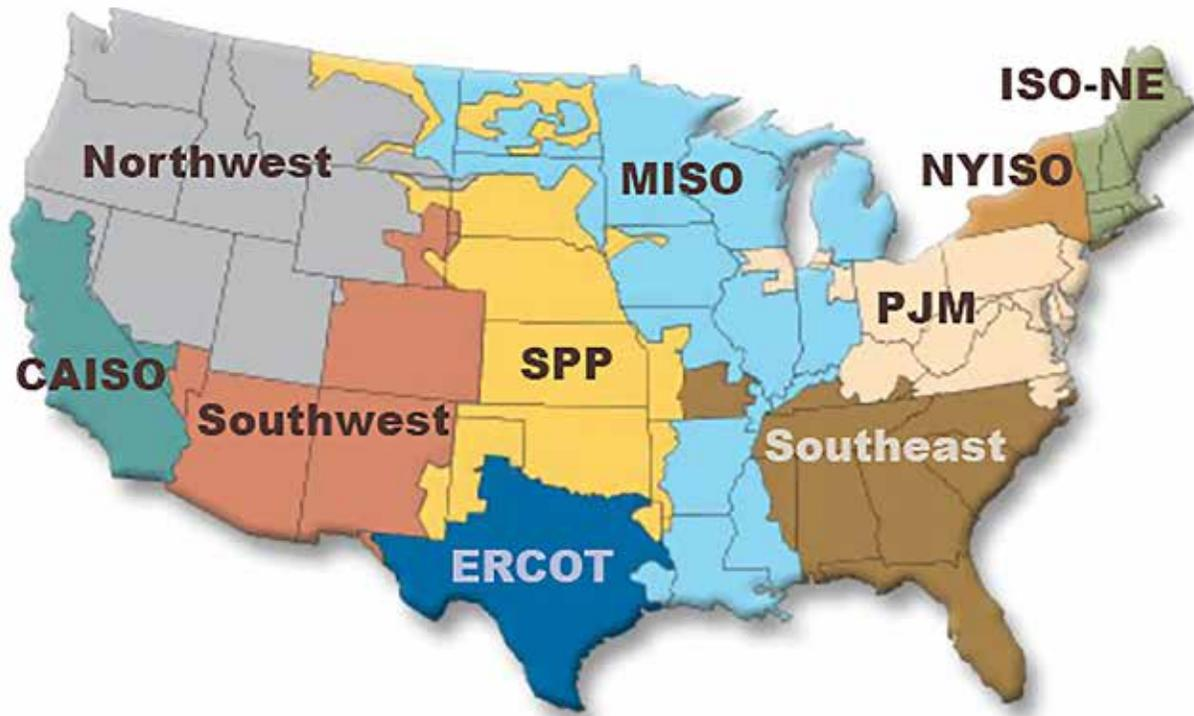 ISO-NE
Northwest
MISO
NYISO
PJM
CAISO
SPP
Southwest
Southeast
ERCOT